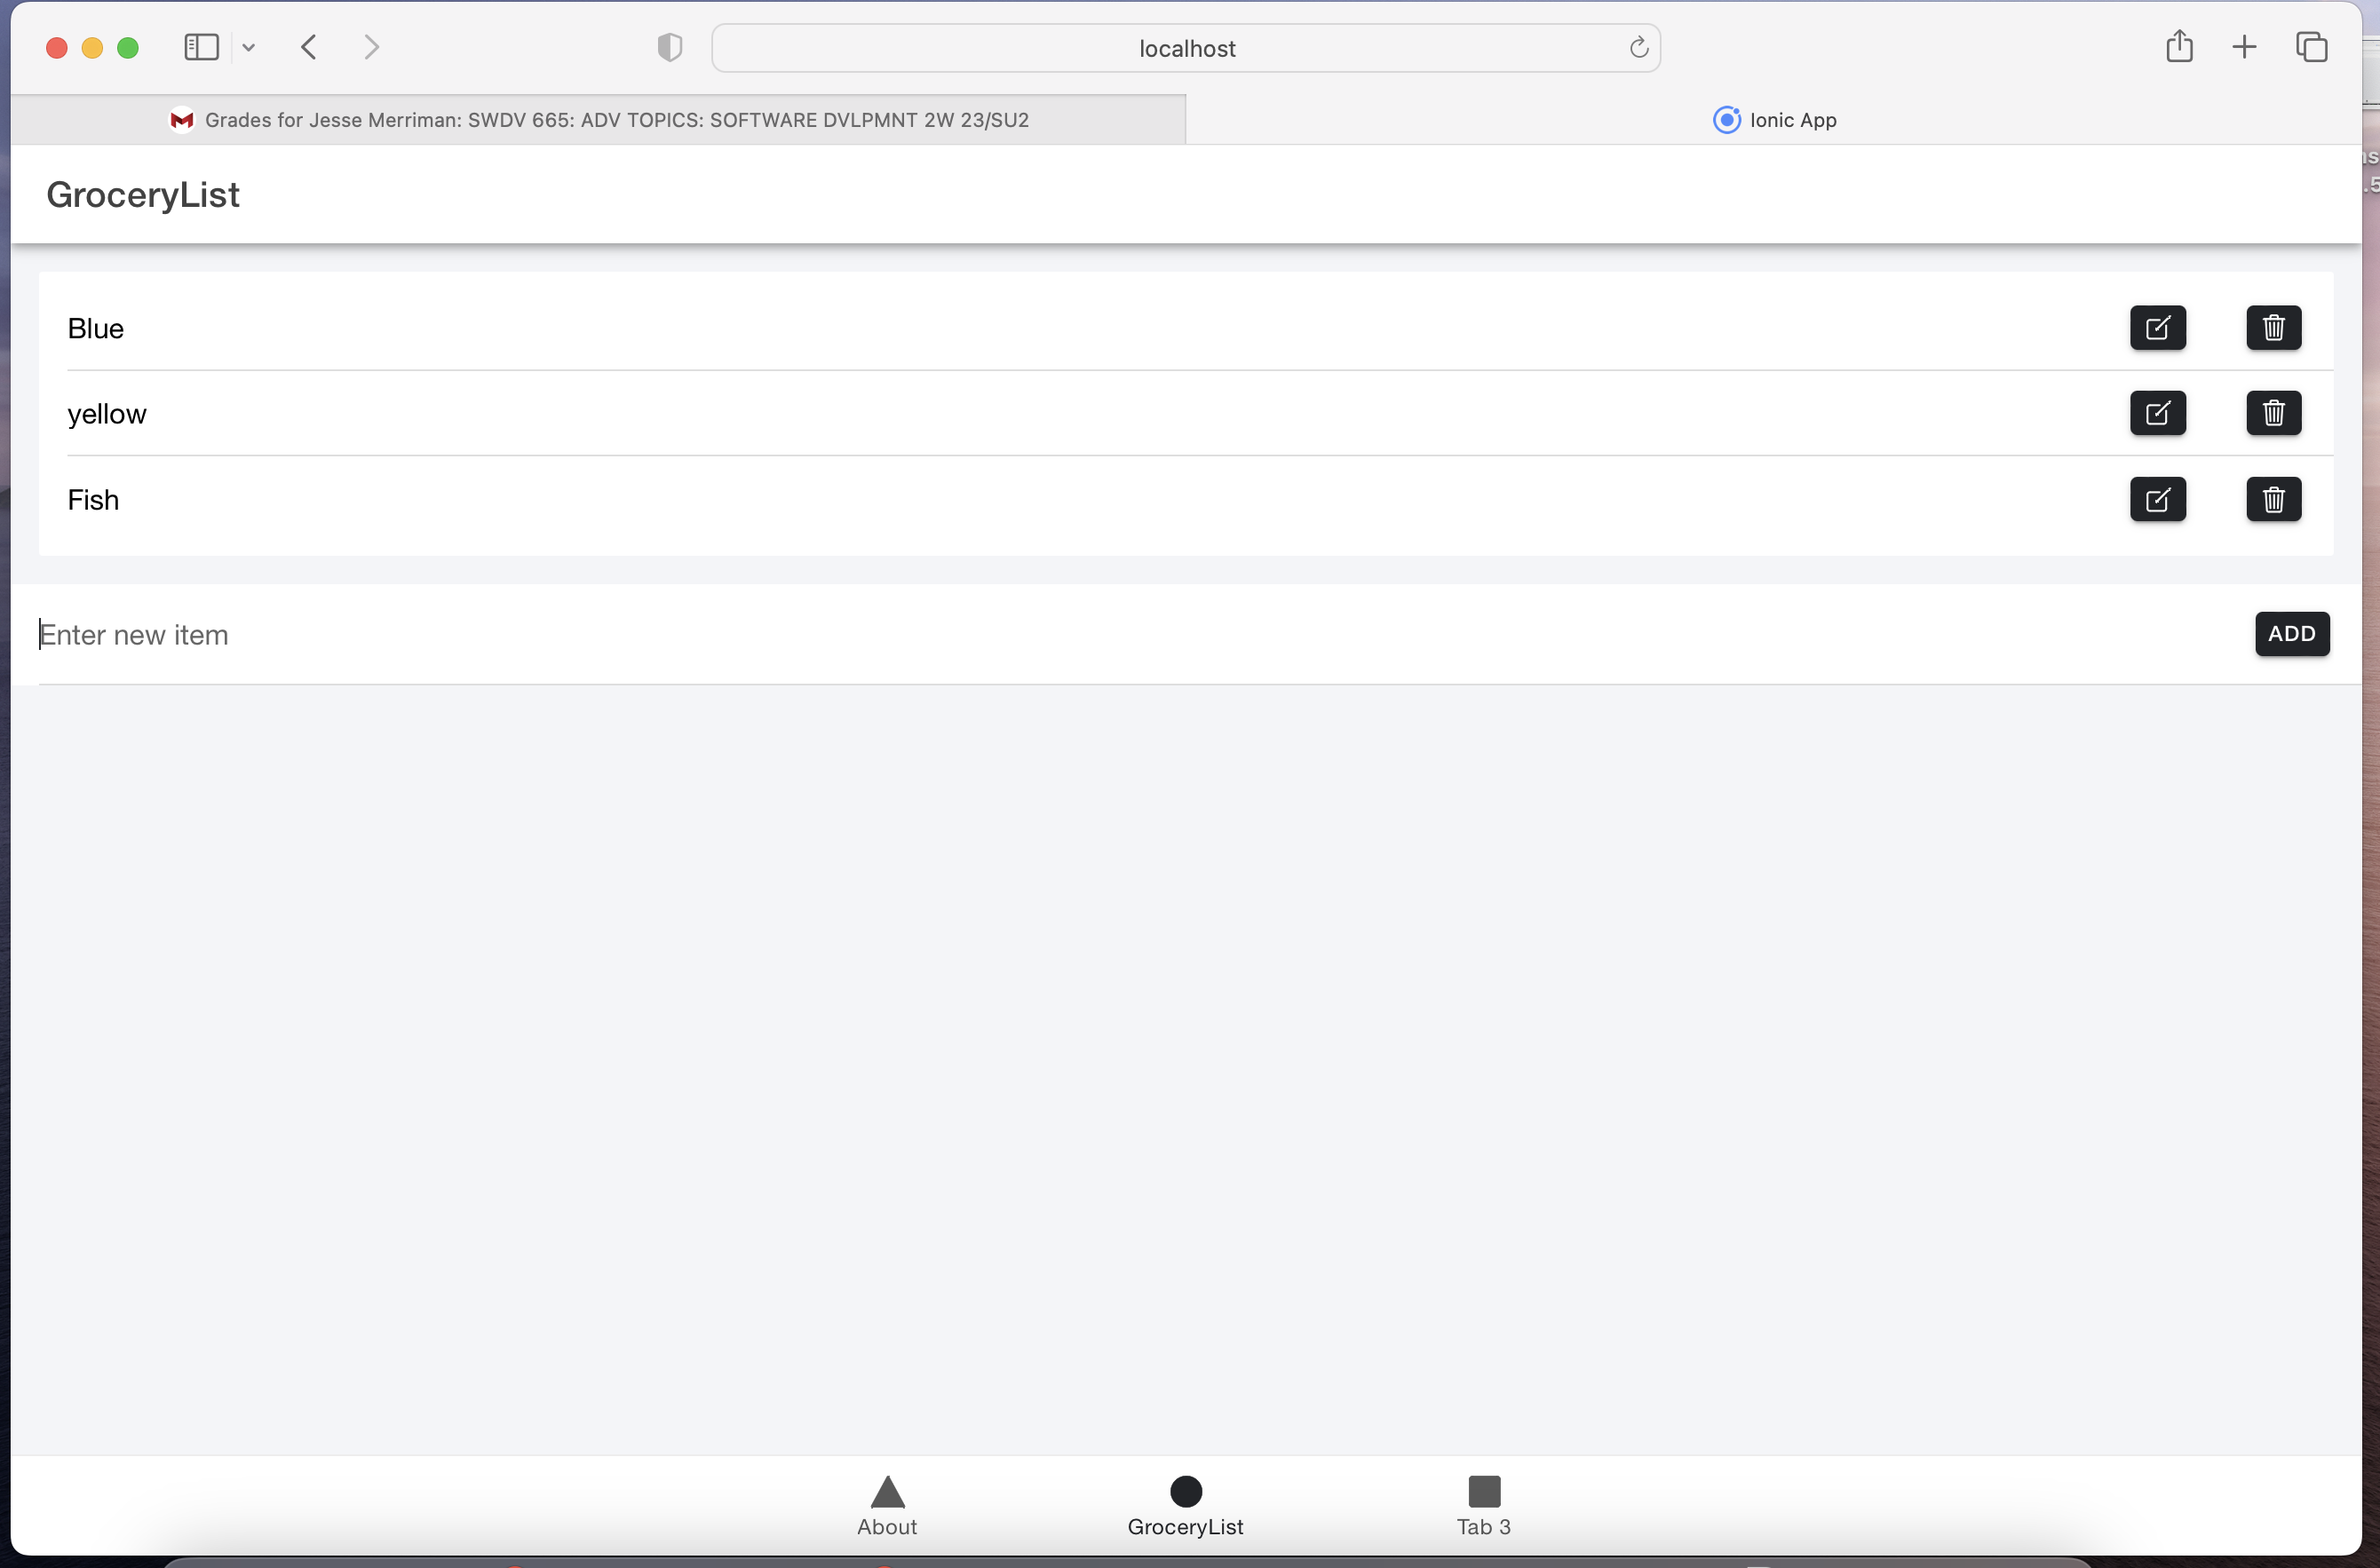 localhost
Grades for Jesse Merriman: SWDV 665: ADV TOPICS: SOFTWARE DVLPMNT 2W 23/SU2
Ionic App
GroceryList
Blue
yellow
Fish
Enter new item
ADD
About
GroceryList
Tab 3